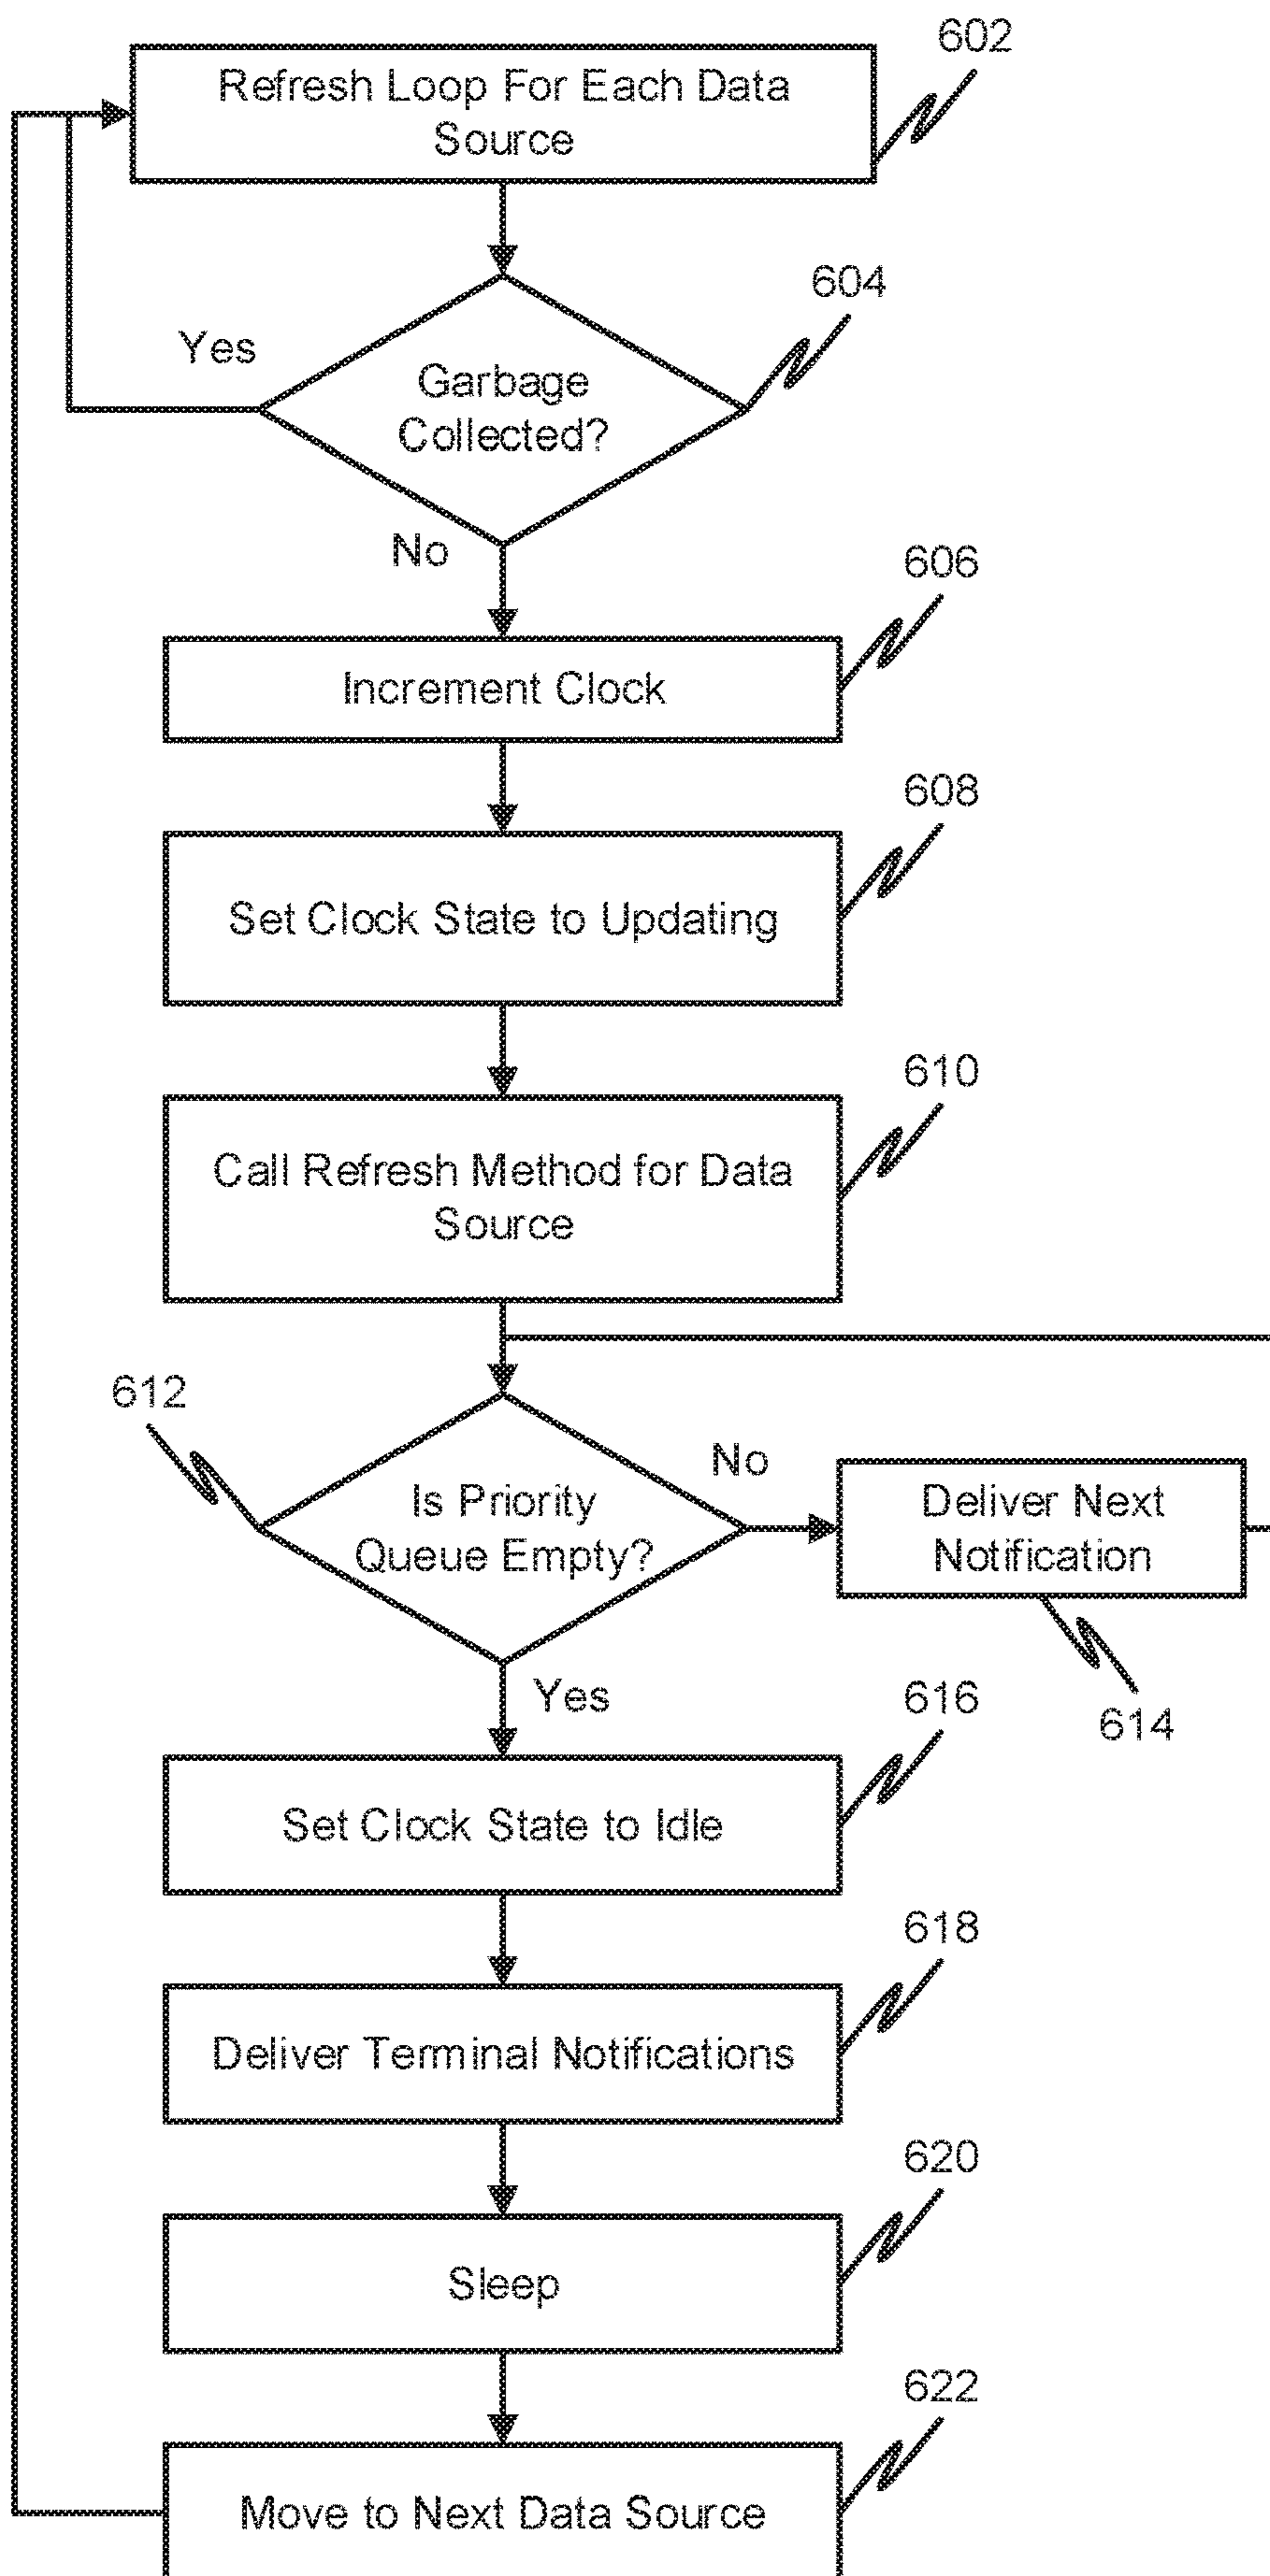 602
Refresh Loop For Each Data
Source
604
Yes
Garbage
Collected?
No
606
Increment Clock
608
Set Clock State to Updating
610
Call Refresh Method for Data
Source
612
No
Is Priority
Queue Empty?
Deliver Next
Notification
Yes
614
616
Set Clock State to Idle
618
Deliver Terminal Notifications
620
Sleep
622
Move to Next Data Source